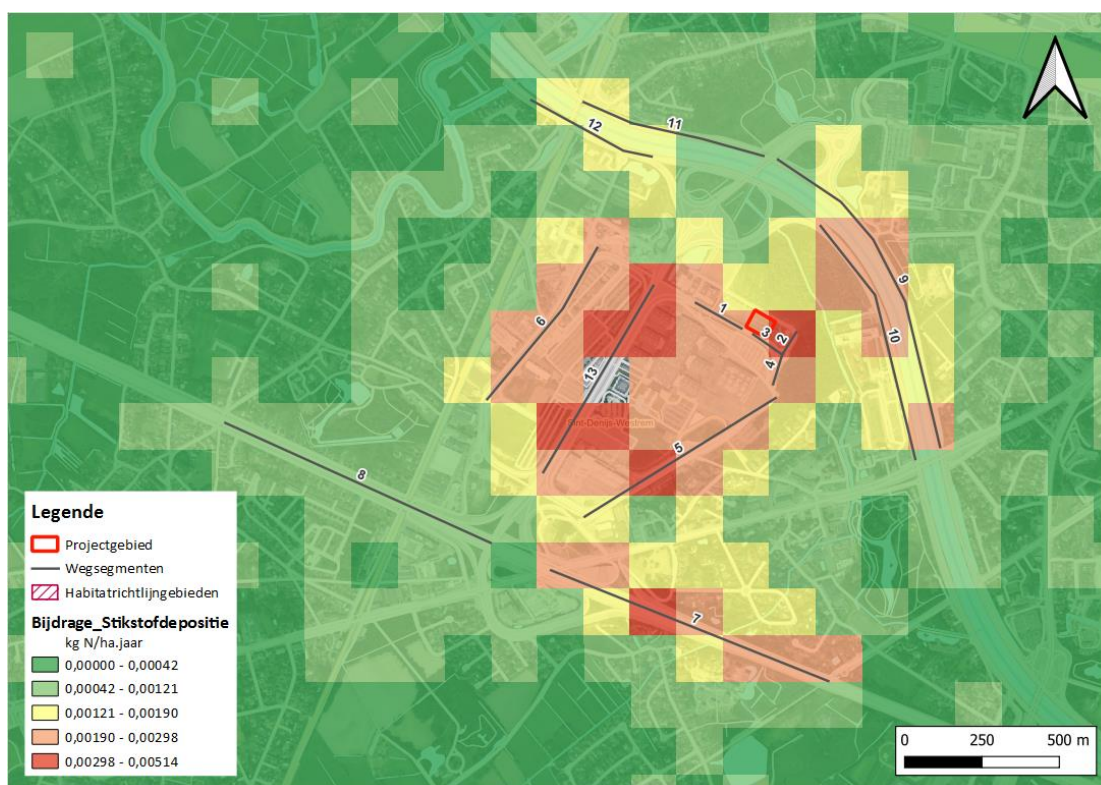 12
11
9
6
1
3
2
10
13
4
5
8
7
Legende
Projectgebied
Wegsegmenten
Habitatrichtlijngebieden
Bijdrage_Stikstofdepositie
kg N/ha.jaar
0,00000 - 0,00042
0,00042 - 0,00121
0,00121 - 0,00190
0,00190 - 0,00298
0,00298 - 0,00514
0 250 500 m